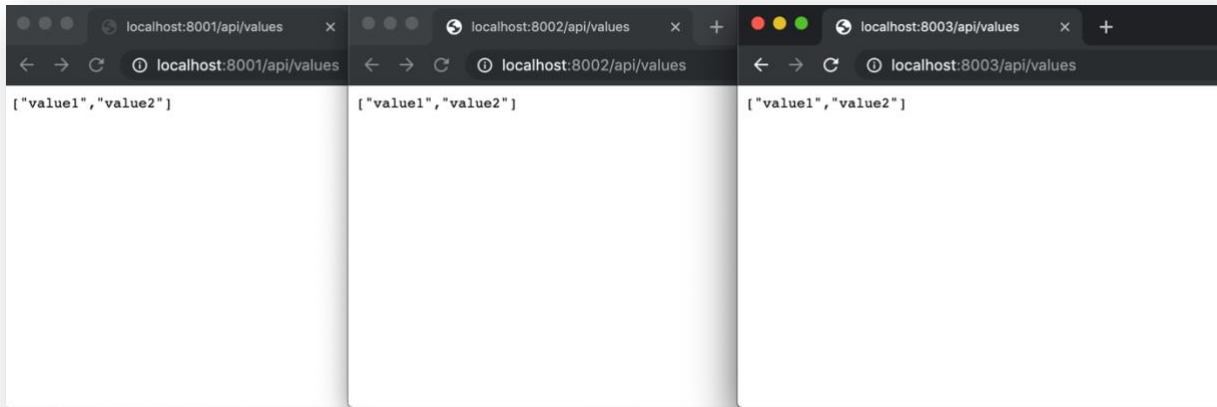 localhost:8001/api/values
localhost:8001/api/values
["value1","value2"]
localhost:8002/api/values
localhost:8002/api/values
["value1","value2"]
localhost:8003/api/values
localhost:8003/api/values
["value1","value2"]